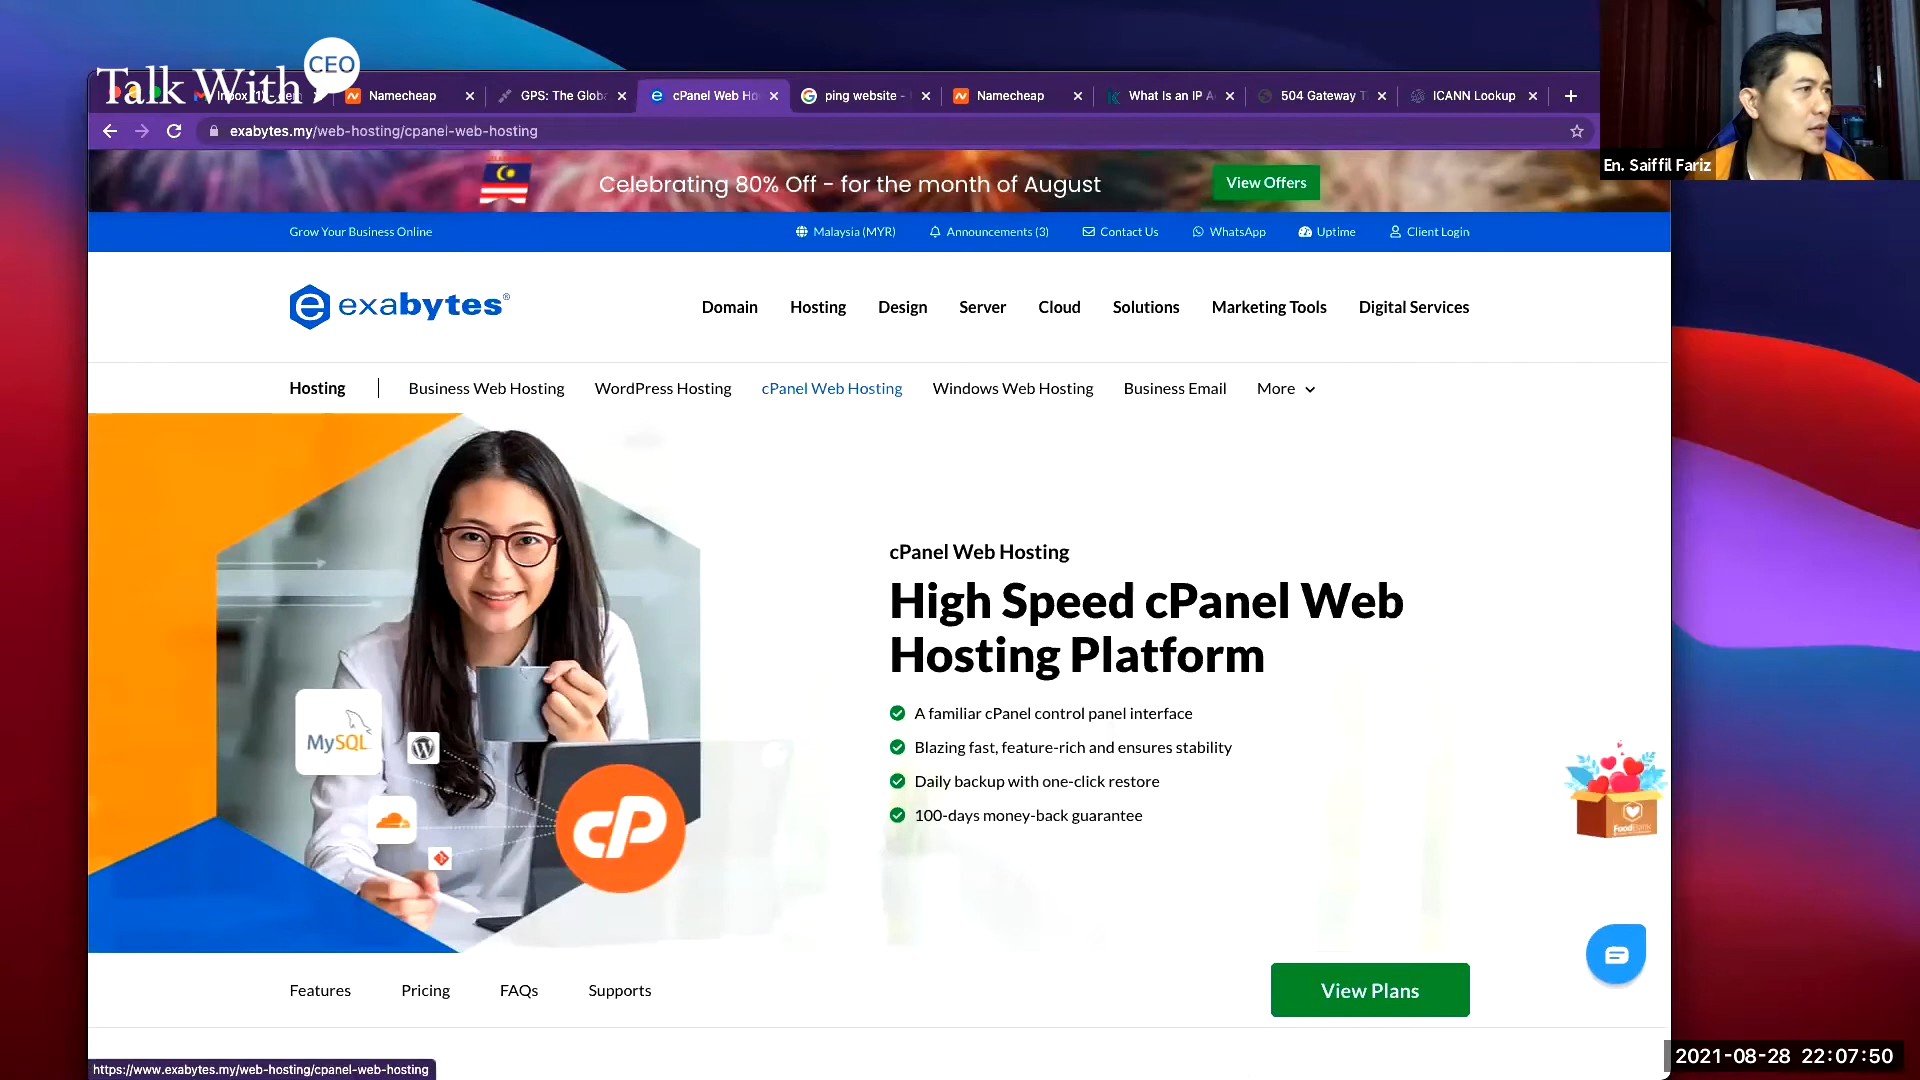 Talk With
CEO
Namecheap
GPS: The Globa
cPanel Web Ho
ping website -
Namecheap
What Is an IP A
504 Gateway T
ICANN Lookup
exabytes.my/web-hosting/cpanel-web-hosting
En. Saiffil Fariz
Celebrating 80% Off - for the month of August
View Offers
Grow Your Business Online
Malaysia (MYR)
Announcements (3)
Contact Us
WhatsApp
Uptime
Client Login
exabytes®
Domain
Hosting
Design
Server
Cloud
Solutions
Marketing Tools
Digital Services
Hosting
Business Web Hosting
WordPress Hosting
cPanel Web Hosting
Windows Web Hosting
Business Email
More
cPanel Web Hosting
High Speed cPanel Web
Hosting Platform
A familiar cPanel control panel interface
Blazing fast, feature-rich and ensures stability
Daily backup with one-click restore
100-days money-back guarantee
MySQL
cP
FoodBank
Features
Pricing
FAQs
Supports
View Plans
https://www.exabytes.my/web-hosting/cpanel-web-hosting
2021-08-28 22:07:50